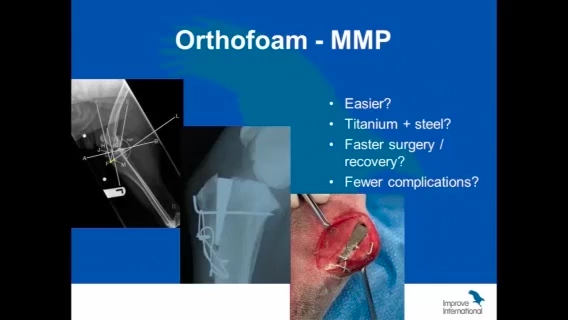 Orthofoam - MMP
• Easier?
• Titanium + steel?
• Faster surgery /
recovery?
• Fewer complications?
Improve
International